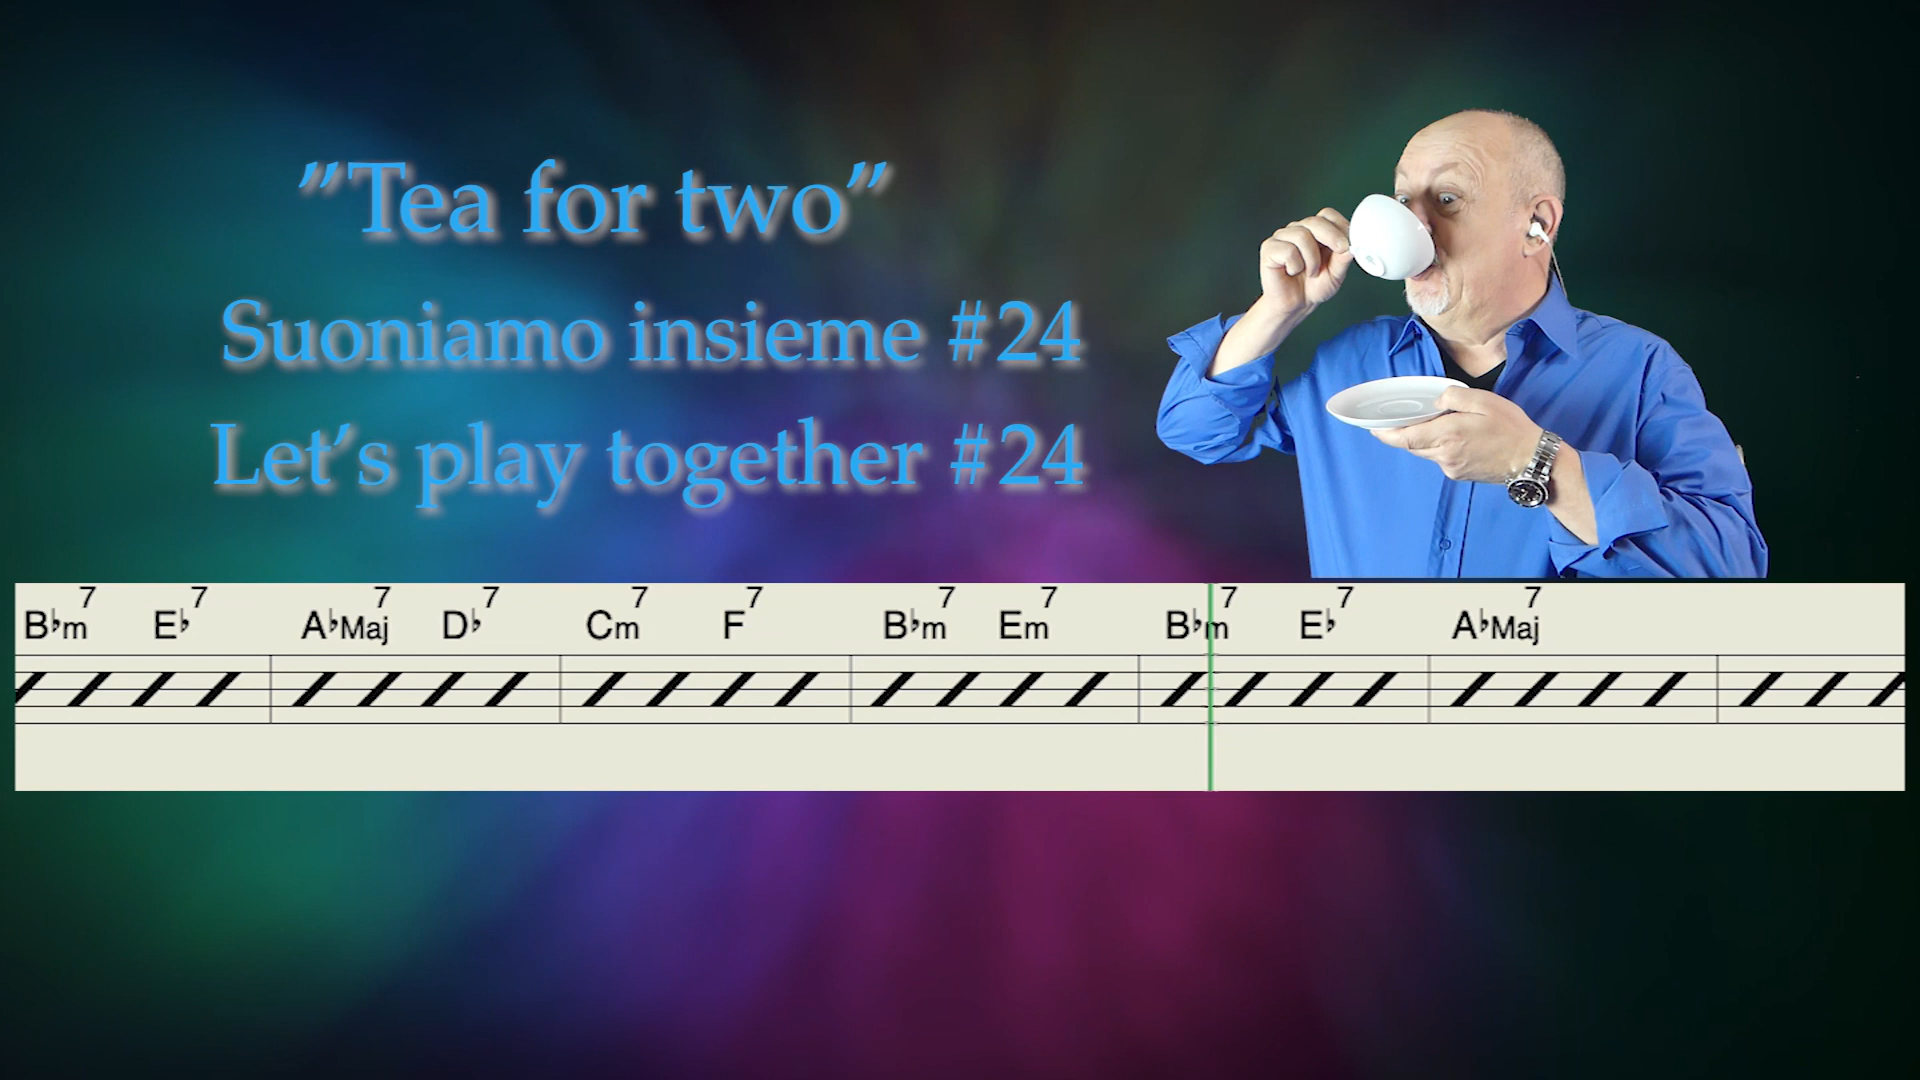 "Tea for two"
Suoniamo insieme #24
Let's play together #24
B♭m7 E♭7 A♭Maj7 D♭7 Cm7 F7 B♭m7 Em7 B♭m7 E♭7 A♭Maj7